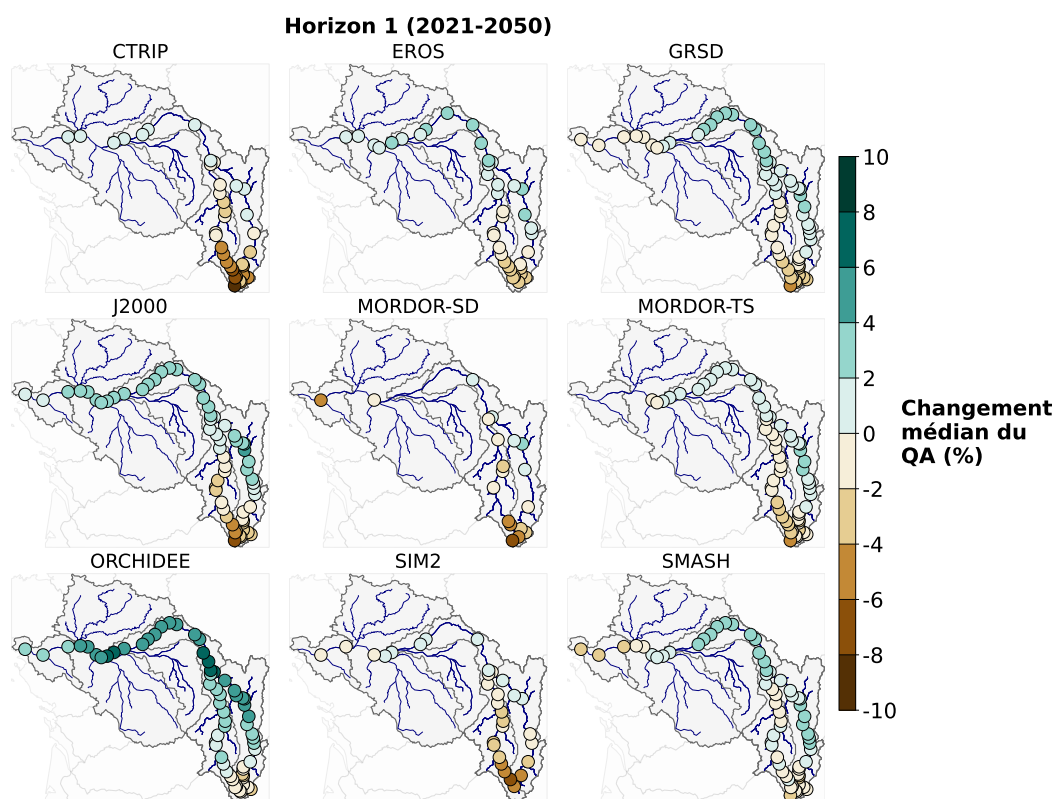 Horizon 1 (2021-2050)
CTRIP
EROS
GRSD
J2000
MORDOR-SD
MORDOR-TS
ORCHIDEE
SIM2
SMASH
10
8
6
4
2
0
-2
-4
-6
-8
-10
Changement
médian du
QA (%)